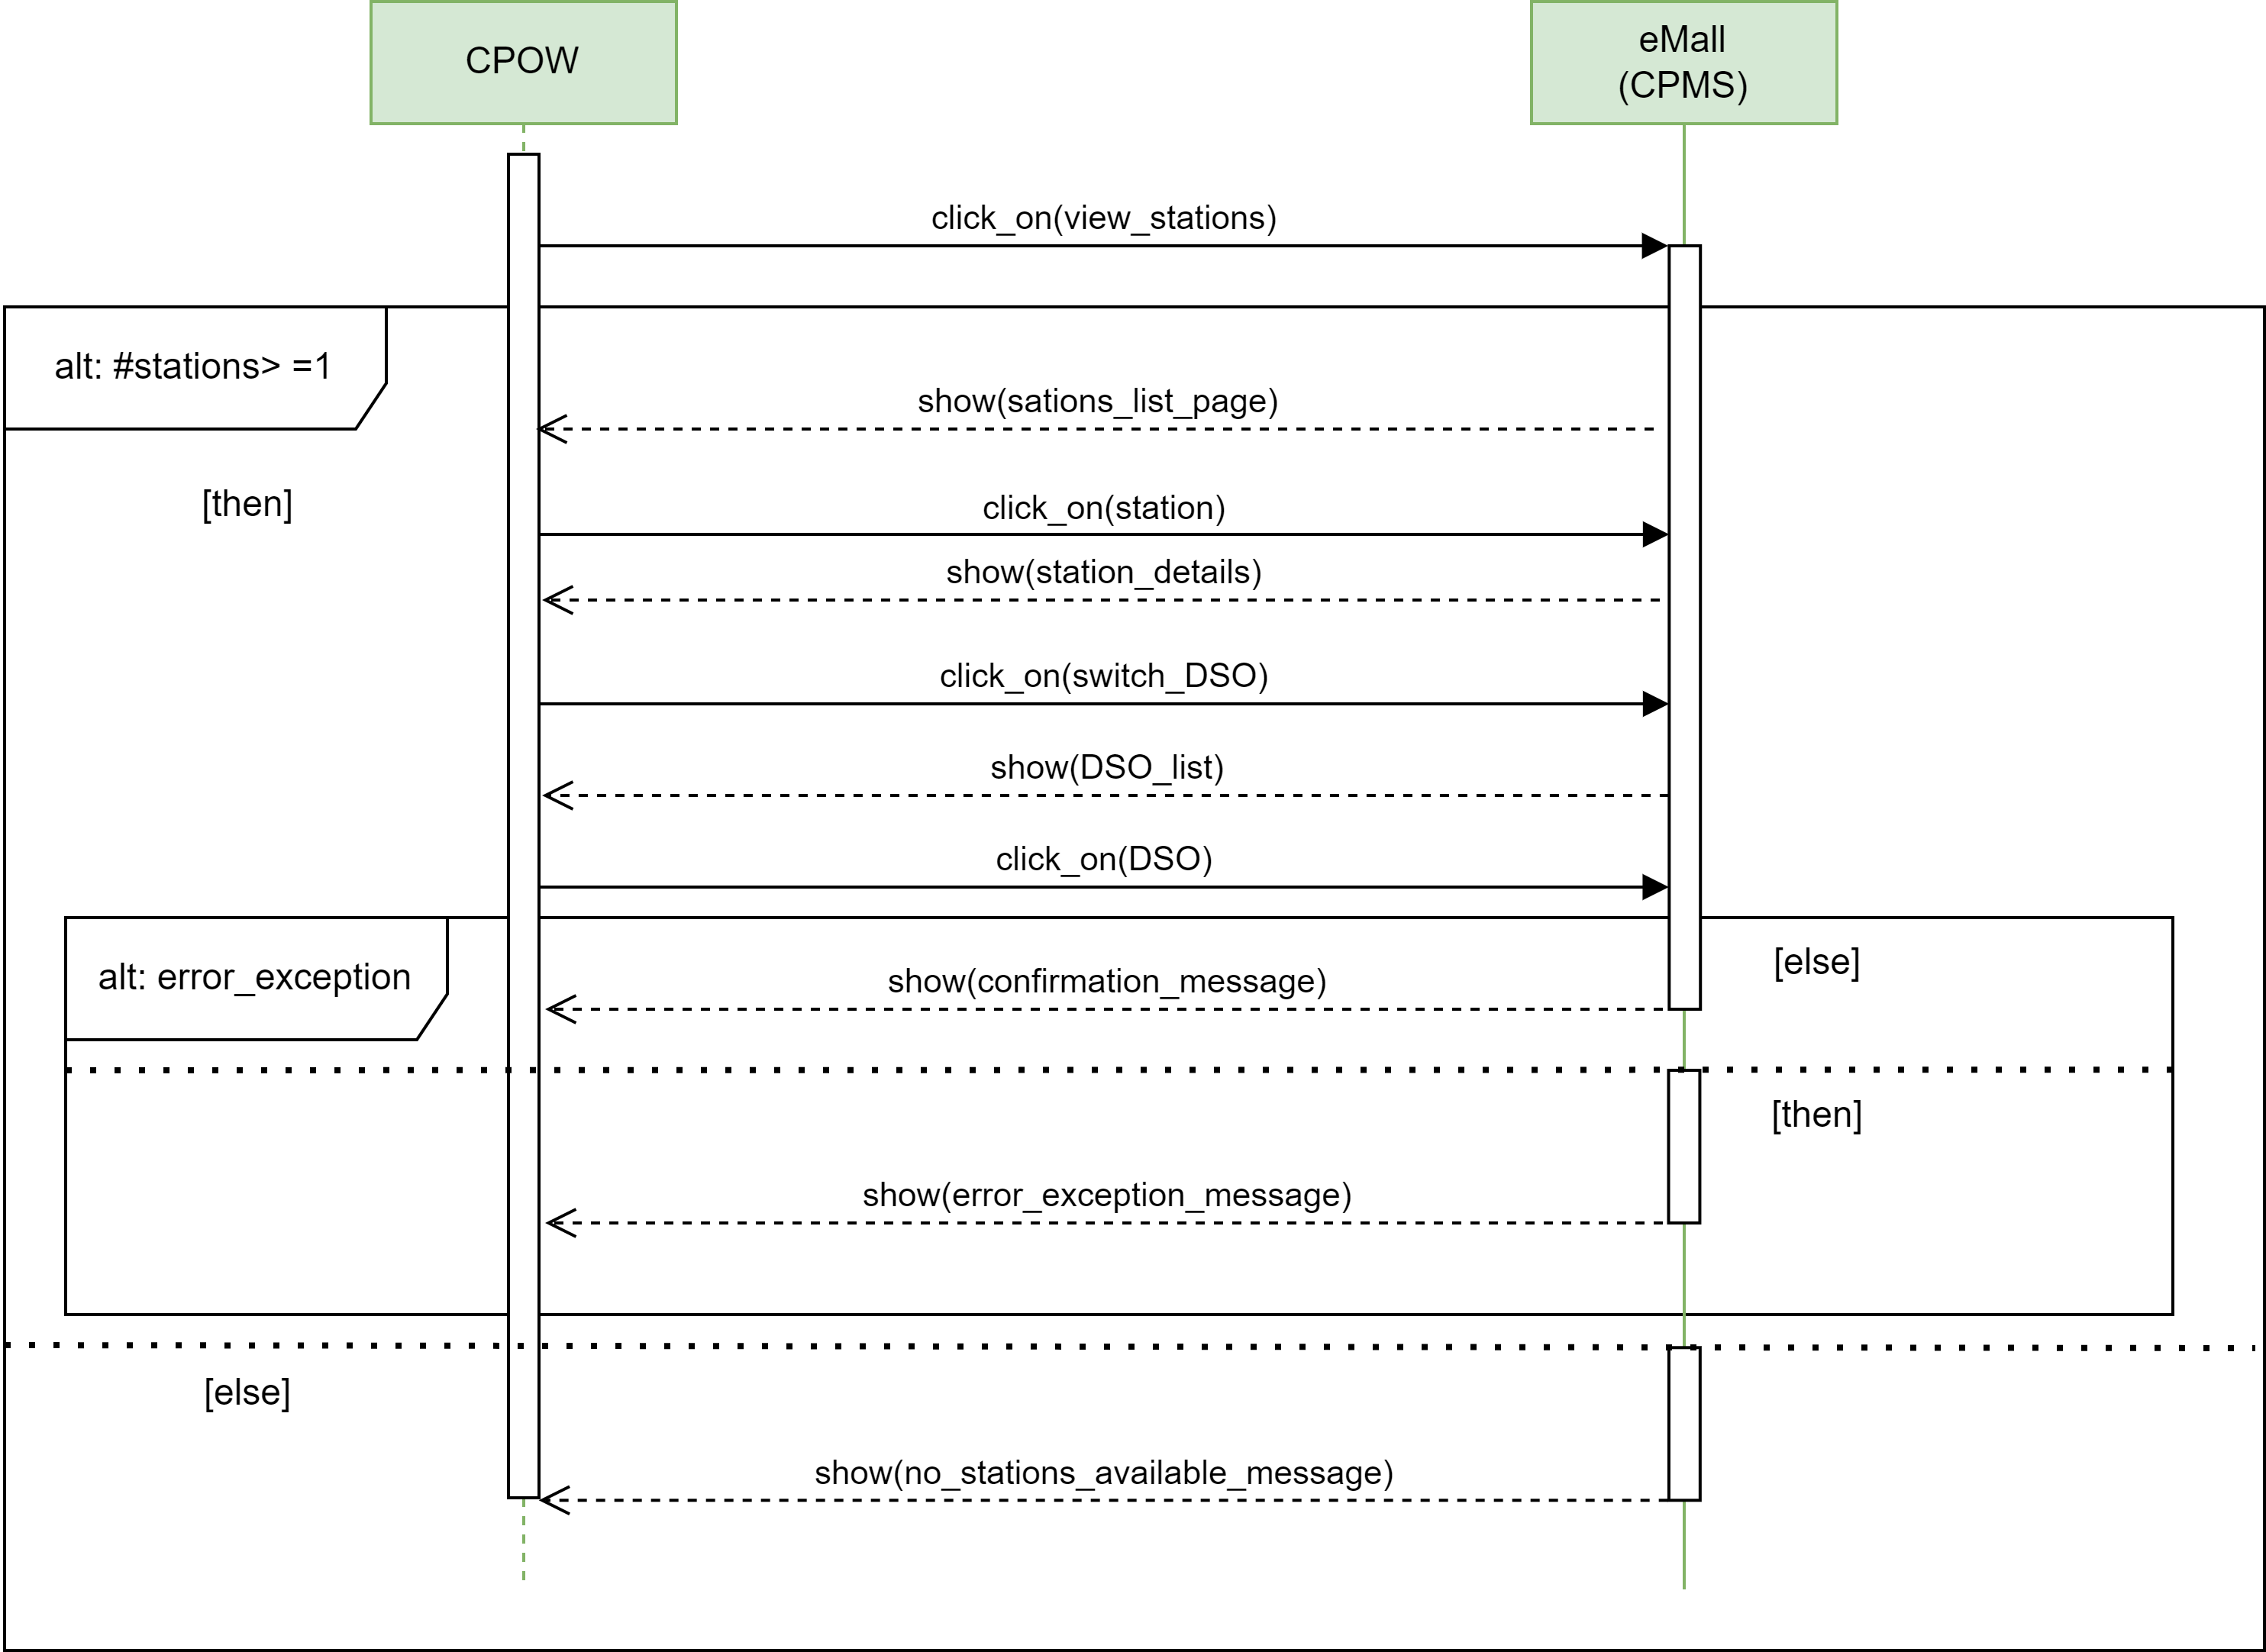 CPOW
eMall
(CPMS)
click_on(view_stations)
alt: #stations> =1
show(sations_list_page)
[then]
click_on(station)
show(station_details)
click_on(switch_DSO)
show(DSO_list)
click_on(DSO)
alt: error_exception
[else]
show(confirmation_message)
[then]
show(error_exception_message)
[else]
show(no_stations_available_message)